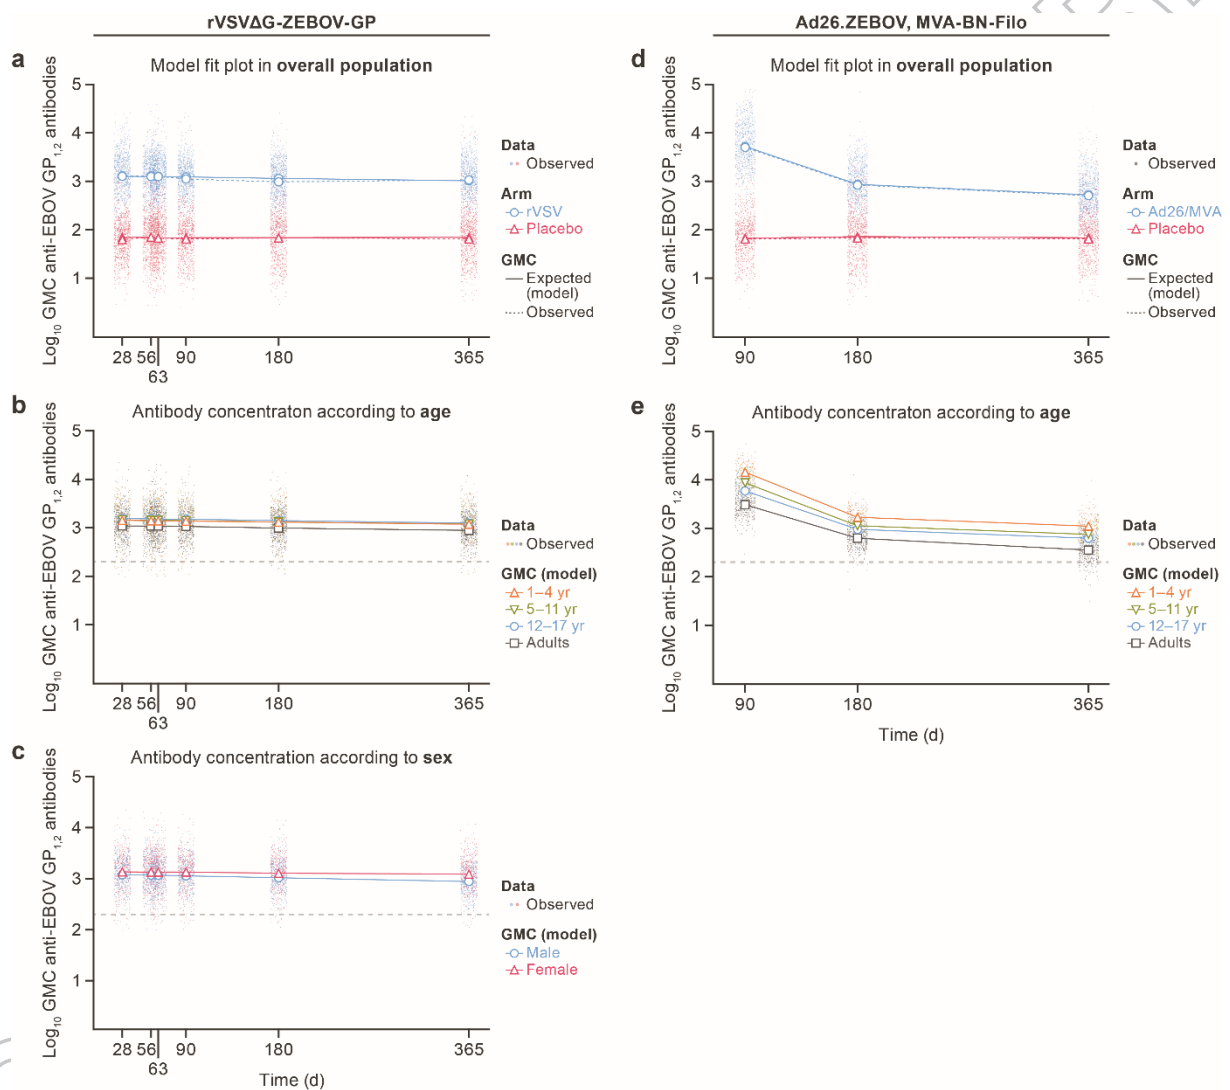 rVSVΔG-ZEBOV-GP
a
Model fit plot in overall population
Log₁₀ GMC anti-EBOV GP₁,₂ antibodies
5
4
3
2
1
28 56 90 180 365
63
Data
Observed
Arm
rVSV
Placebo
GMC
Expected
(model)
Observed
b
Antibody concentraton according to age
Log₁₀ GMC anti-EBOV GP₁,₂ antibodies
5
4
3
2
1
28 56 90 180 365
63
Data
Observed
GMC (model)
1–4 yr
5–11 yr
12–17 yr
Adults
c
Antibody concentration according to sex
Log₁₀ GMC anti-EBOV GP₁,₂ antibodies
5
4
3
2
1
28 56 90 180 365
63
Time (d)
Data
Observed
GMC (model)
Male
Female
Ad26.ZEBOV, MVA-BN-Filo
d
Model fit plot in overall population
Log₁₀ GMC anti-EBOV GP₁,₂ antibodies
5
4
3
2
1
90 180 365
Data
Observed
Arm
Ad26/MVA
Placebo
GMC
Expected
(model)
Observed
e
Antibody concentraton according to age
Log₁₀ GMC anti-EBOV GP₁,₂ antibodies
5
4
3
2
1
90 180 365
Time (d)
Data
Observed
GMC (model)
1–4 yr
5–11 yr
12–17 yr
Adults